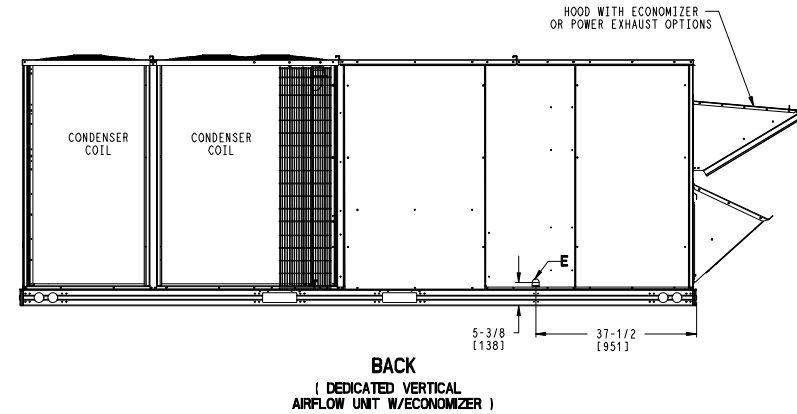 HOOD WITH ECONOMIZER
OR POWER EXHAUST OPTIONS
CONDENSER
COIL
CONDENSER
COIL
E
5-3/8
[138]
37-1/2
[951]
BACK
( DEDICATED VERTICAL
AIRFLOW UNIT W/ECONOMIZER )